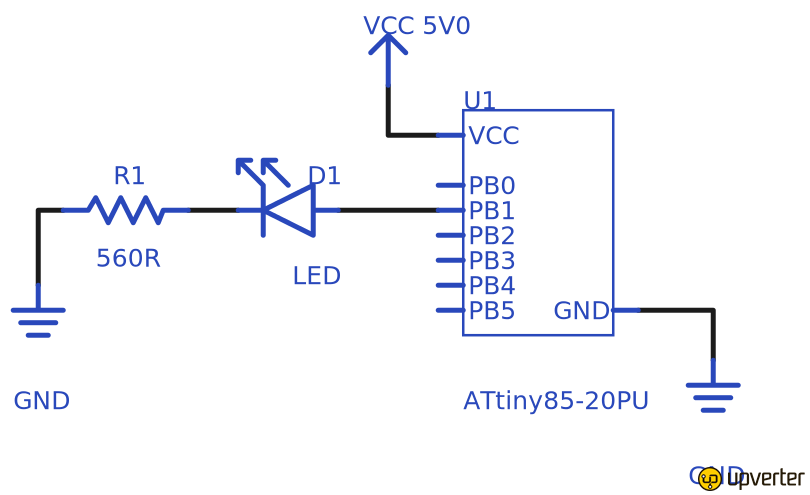 VCC 5V0
U1
VCC
R1
D1
PB0
PB1
PB2
560R
PB3
LED
PB4
PB5
GND
GND
ATtiny85-20PU
GND
upverter